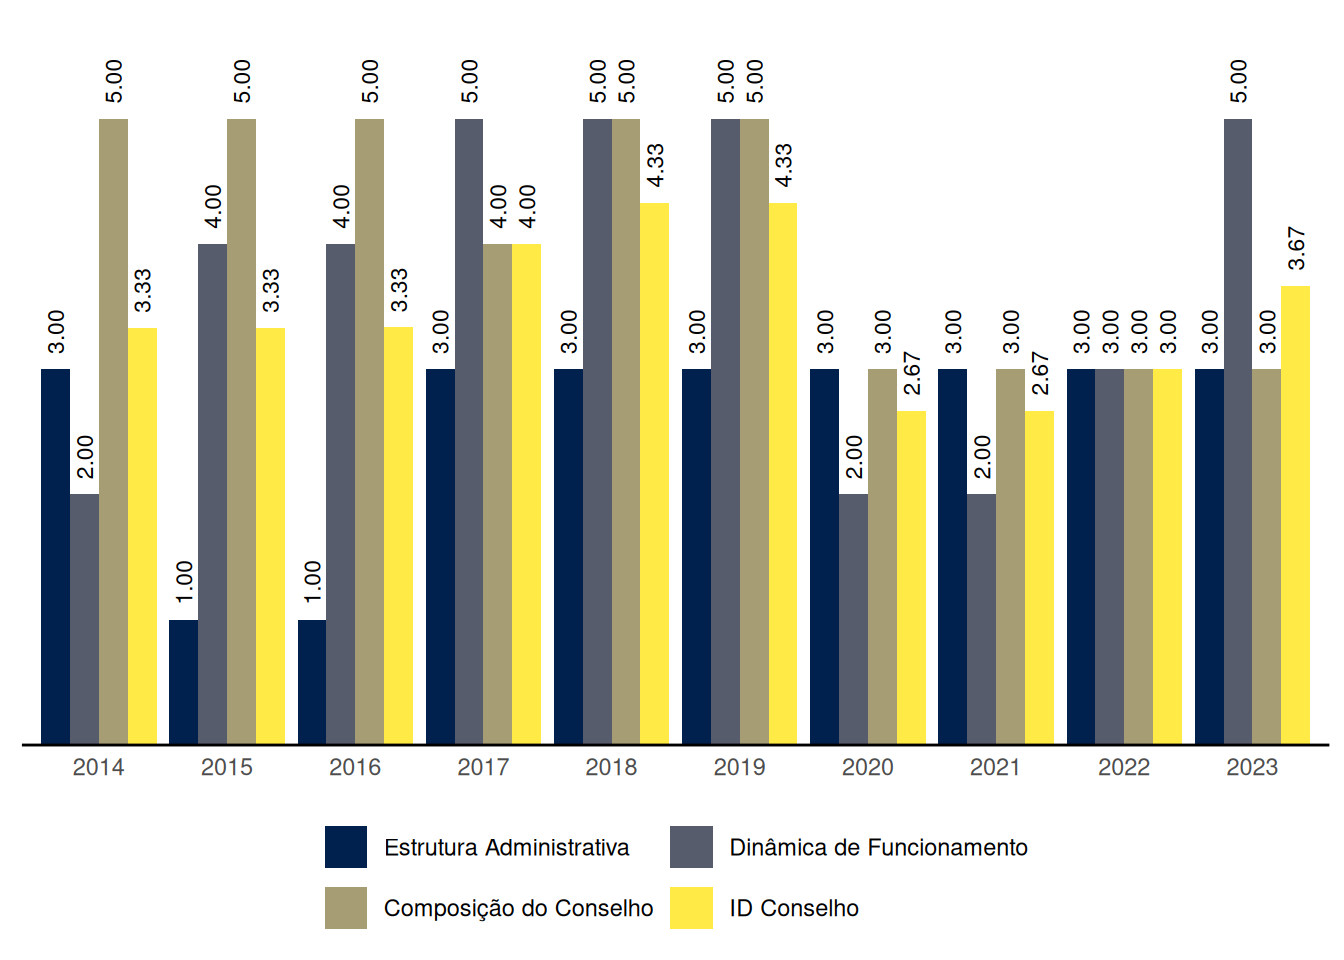 3.00 2.00 5.00 3.33
1.00 4.00 5.00 3.33
1.00 4.00 5.00 3.33
3.00 5.00 4.00 4.00
3.00 5.00 5.00 4.33
3.00 5.00 5.00 4.33
3.00 2.00 3.00 2.67
3.00 2.00 3.00 2.67
3.00 3.00 3.00 3.00
3.00 5.00 3.00 3.67
2014 2015 2016 2017 2018 2019 2020 2021 2022 2023
Estrutura Administrativa Dinâmica de Funcionamento
Composição do Conselho ID Conselho